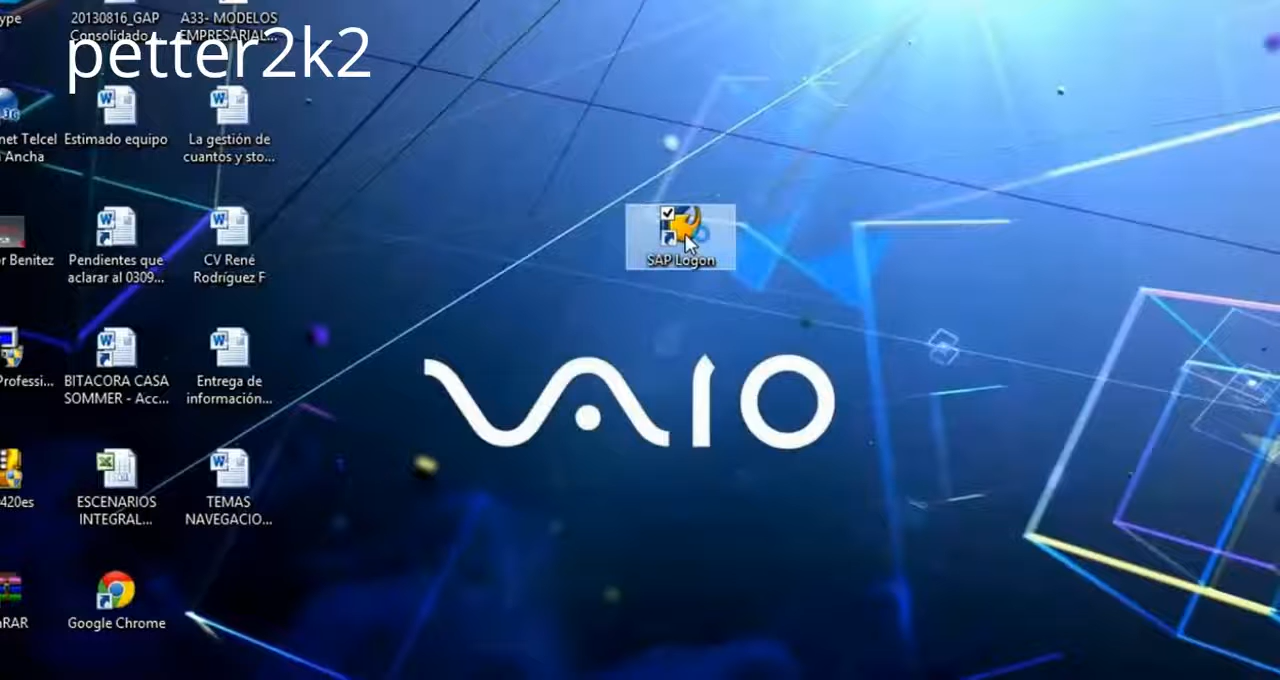 20130816_GAP
Consolidado...
A33- MODELOS
EMPRESARIAL...
petter2k2
Estimado equipo
La gestión de
cuantos y sto...
net Telcel
Ancha
Benitez
Pendientes que
aclarar al 0309...
CV René
Rodríguez F
SAP Logon
VAIO
Professi...
BITACORA CASA
SOMMER - Acc...
Entrega de
información...
420es
ESCENARIOS
INTEGRAL...
TEMAS
NAVEGACIO...
RAR
Google Chrome